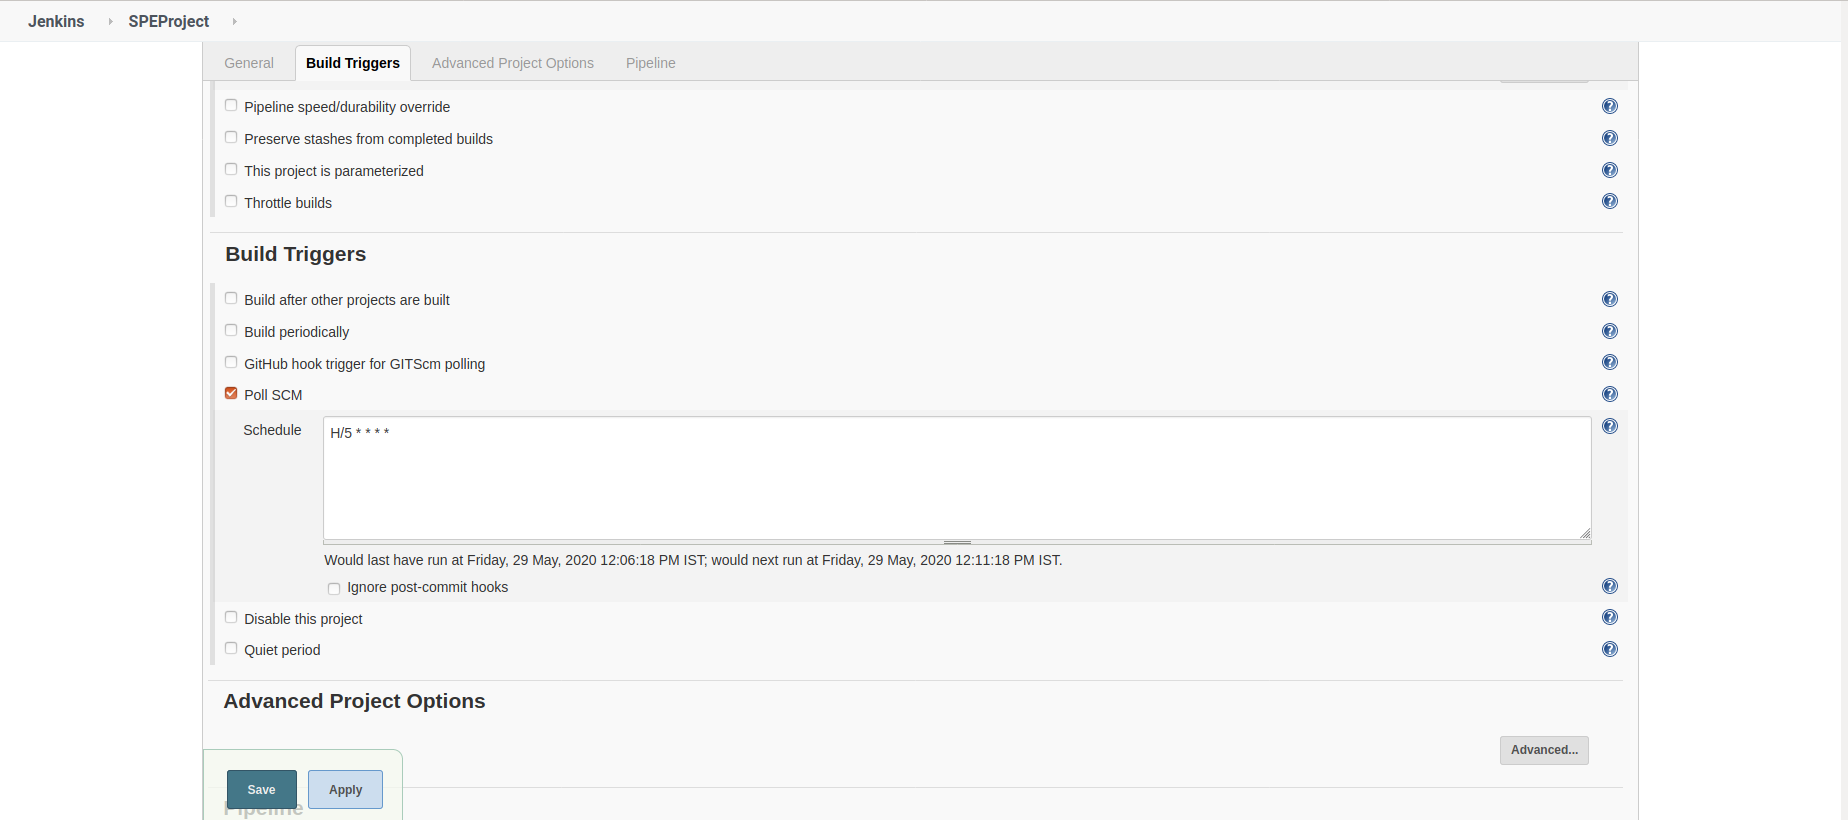 Jenkins SPEProject
General Build Triggers Advanced Project Options Pipeline
Pipeline speed/durability override
Preserve stashes from completed builds
This project is parameterized
Throttle builds
Build Triggers
Build after other projects are built
Build periodically
GitHub hook trigger for GITScm polling
Poll SCM
Schedule H/5 * * * *
Would last have run at Friday, 29 May, 2020 12:06:18 PM IST; would next run at Friday, 29 May, 2020 12:11:18 PM IST.
Ignore post-commit hooks
Disable this project
Quiet period
Advanced Project Options
Advanced...
Save Apply
Pipeline